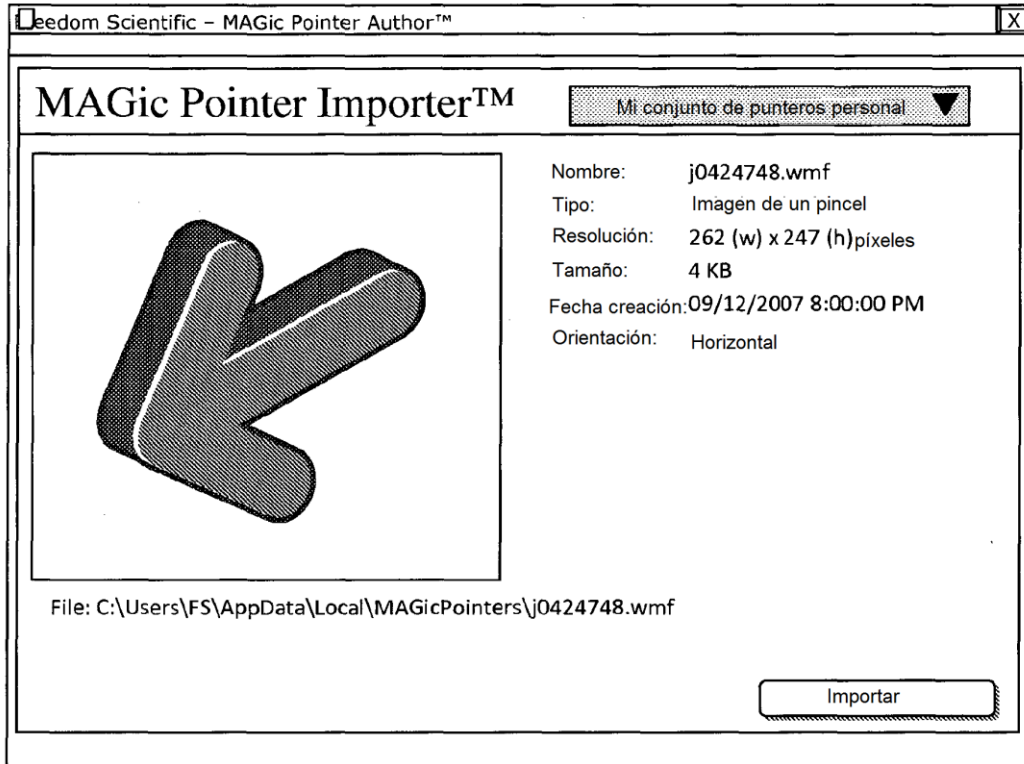 eedom Scientific – MAGic Pointer Author™
X
MAGic Pointer Importer™
Mi conjunto de punteros personal
Nombre: j0424748.wmf
Tipo: Imagen de un pincel
Resolución: 262 (w) x 247 (h) píxeles
Tamaño: 4 KB
Fecha creación: 09/12/2007 8:00:00 PM
Orientación: Horizontal
File: C:\Users\FS\AppData\Local\MAGicPointers\j0424748.wmf
Importar